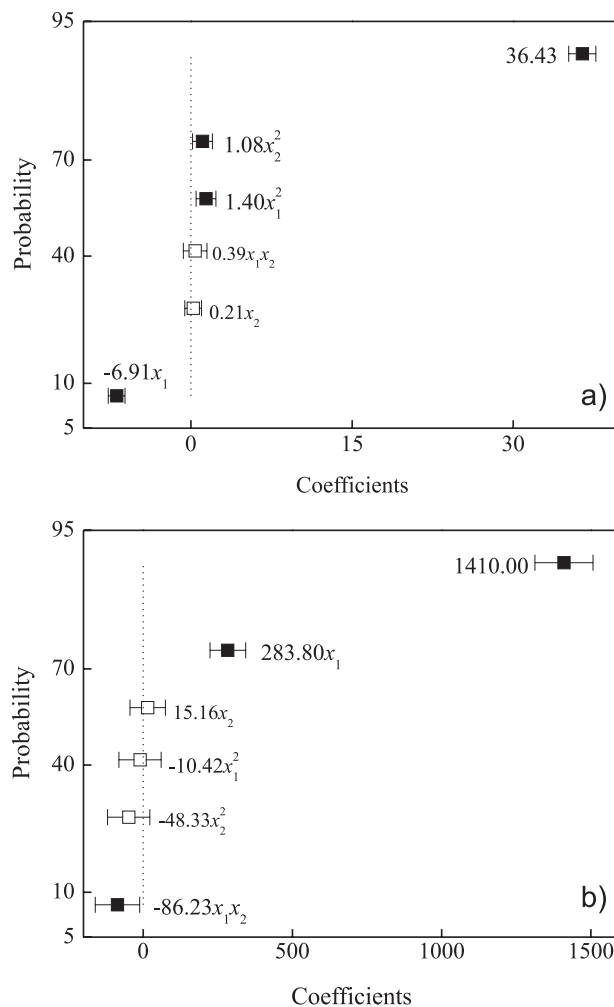 95
36.43
1.08x₂²
70
1.40x₁²
Probability
40
0.39x₁x₂
0.21x₂
-6.91x₁
10
a)
5
0 15 30
Coefficients
95
1410.00
283.80x₁
70
15.16x₂
Probability
40
-10.42x₁²
-48.33x₂²
10
-86.23x₁x₂
b)
5
0 500 1000 1500
Coefficients